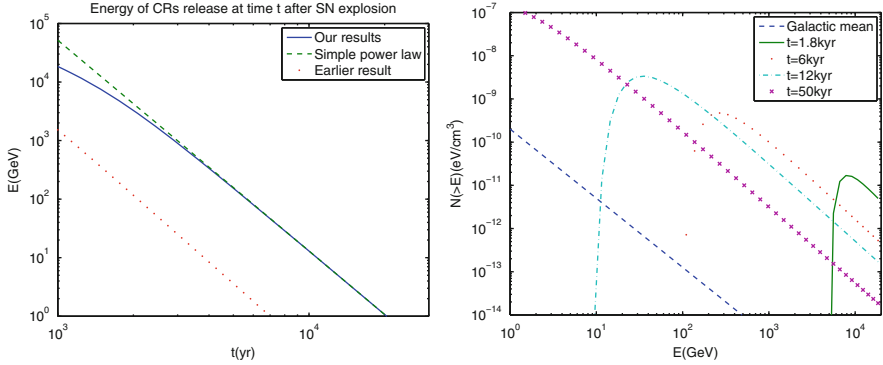 Energy of CRs release at time t after SN explosion
10^5
10^4
10^3
10^2
10^1
10^0
E(GeV)
10^3
10^4
t(yr)
Our results
Simple power law
Earlier result
10^-7
10^-8
10^-9
10^-10
10^-11
10^-12
10^-13
10^-14
N(>E)(eV/cm^3)
10^0
10^1
10^2
10^3
10^4
E(GeV)
Galactic mean
t=1.8kyr
t=6kyr
t=12kyr
t=50kyr